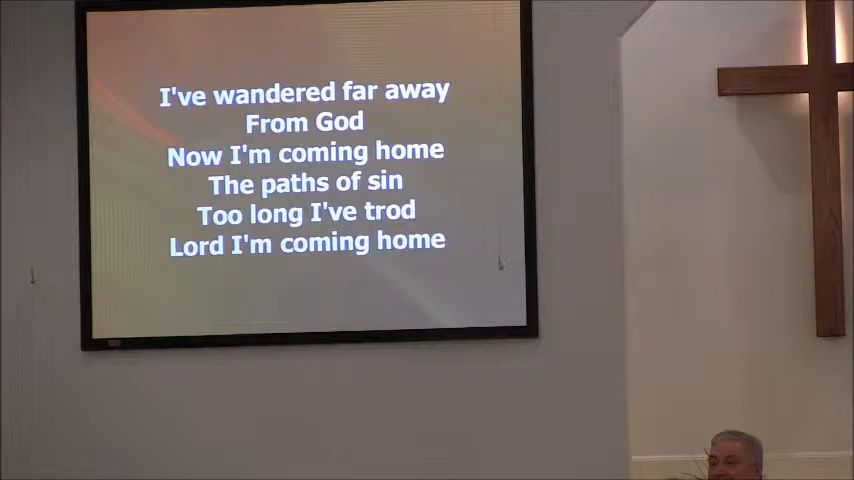 I've wandered far away
From God
Now I'm coming home
The paths of sin
Too long I've trod
Lord I'm coming home